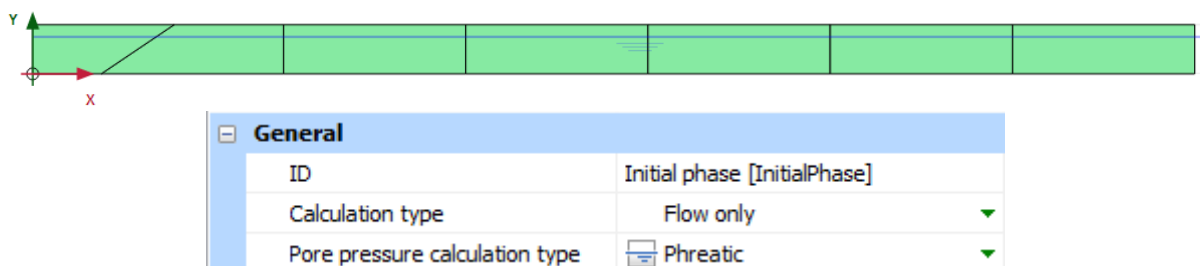 Y
X
General
ID Initial phase [InitialPhase]
Calculation type Flow only
Pore pressure calculation type Phreatic